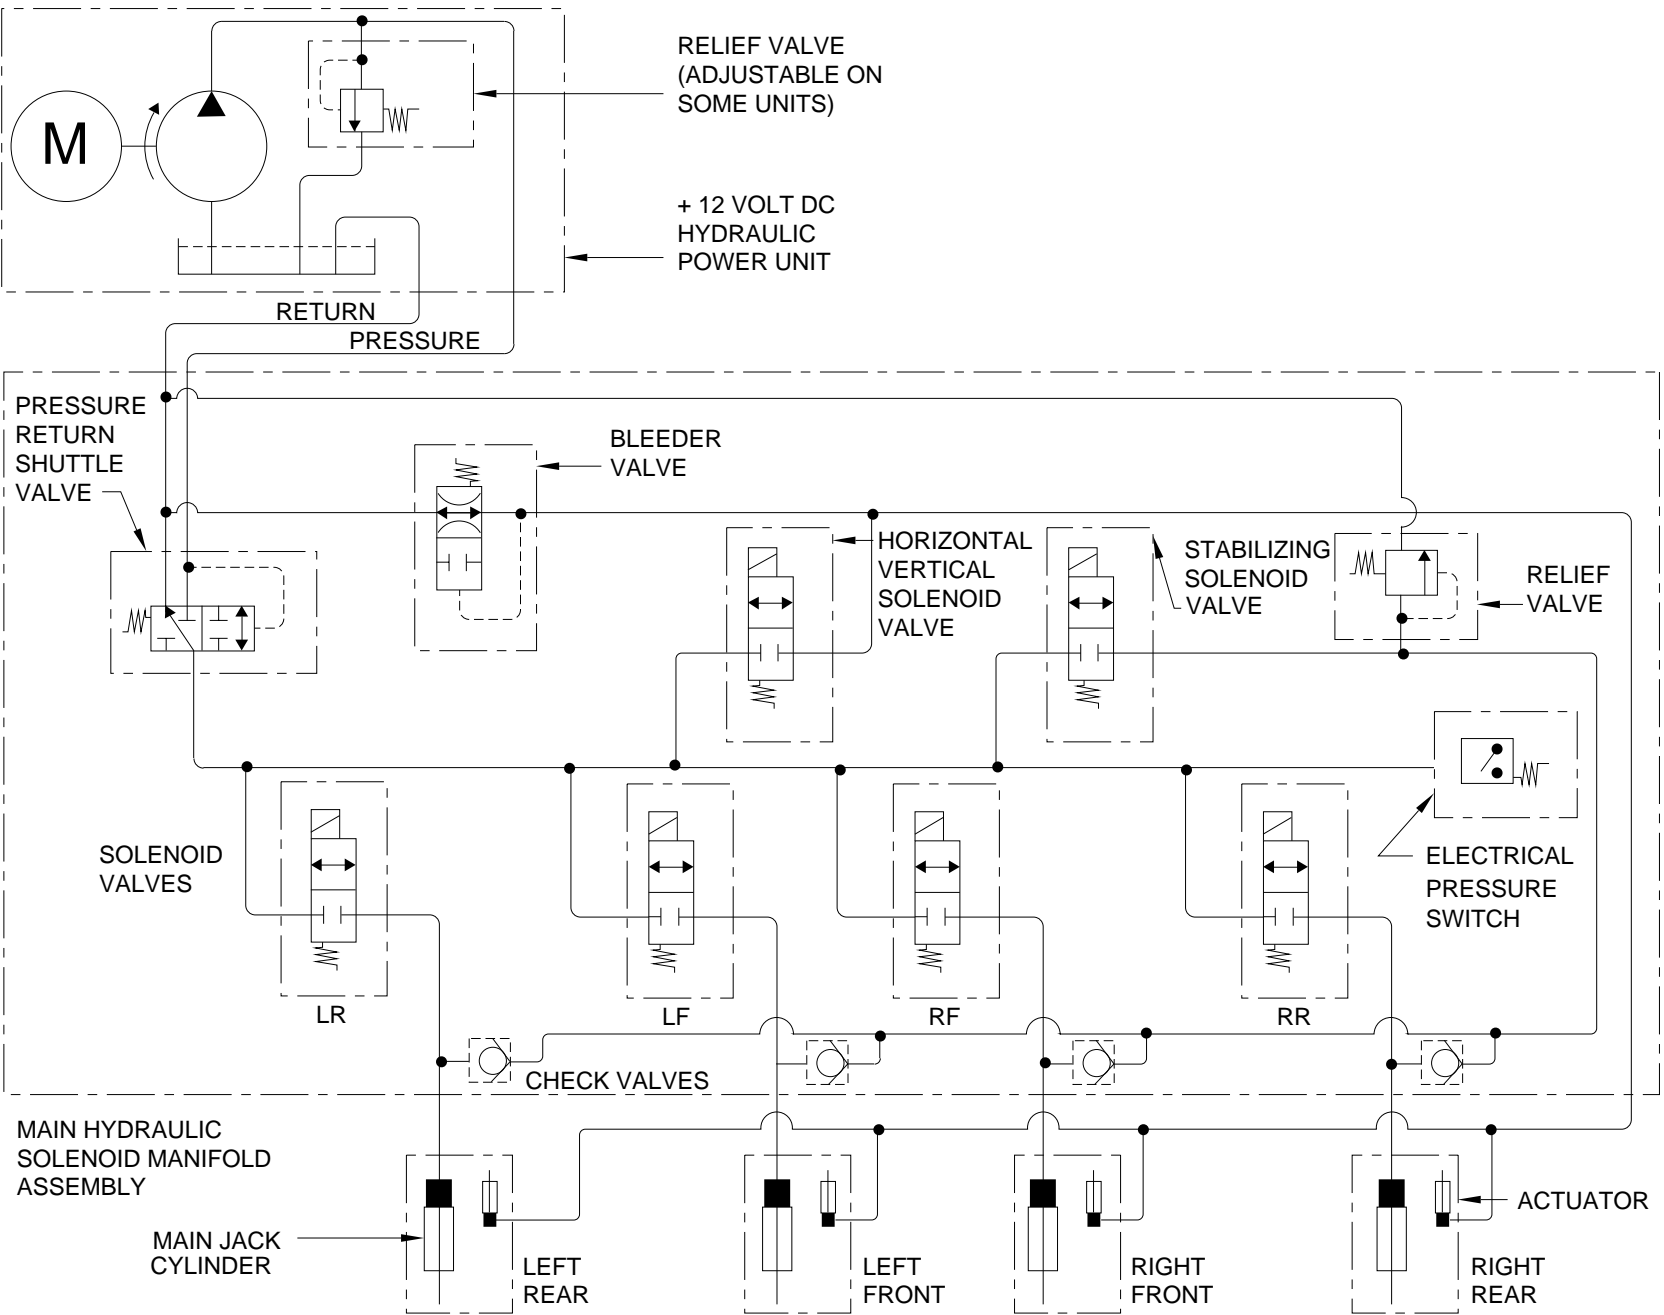 RELIEF VALVE
(ADJUSTABLE ON
SOME UNITS)
M
+ 12 VOLT DC
HYDRAULIC
POWER UNIT
RETURN
PRESSURE
PRESSURE
RETURN
SHUTTLE
VALVE
BLEEDER
VALVE
HORIZONTAL
VERTICAL
SOLENOID
VALVE
STABILIZING
SOLENOID
VALVE
RELIEF
VALVE
SOLENOID
VALVES
ELECTRICAL
PRESSURE
SWITCH
LR
LF
RF
RR
CHECK VALVES
MAIN HYDRAULIC
SOLENOID MANIFOLD
ASSEMBLY
ACTUATOR
MAIN JACK
CYLINDER
LEFT
REAR
LEFT
FRONT
RIGHT
FRONT
RIGHT
REAR